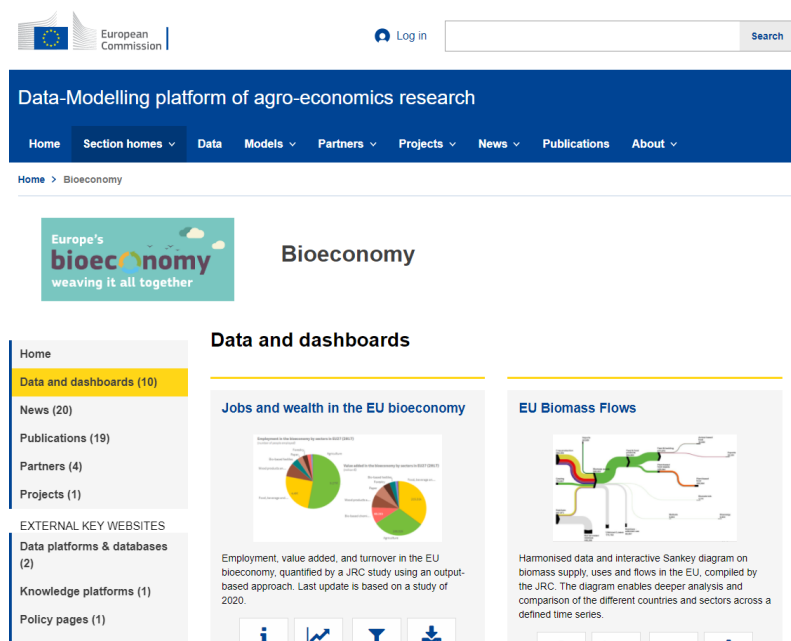 European
Commission
Log in
Search
Data-Modelling platform of agro-economics research
Home
Section homes
Data
Models
Partners
Projects
News
Publications
About
Home > Bioeconomy
Europe's
bioeconomy
weaving it all together
Bioeconomy
Home
Data and dashboards (10)
News (20)
Publications (19)
Partners (4)
Projects (1)
EXTERNAL KEY WEBSITES
Data platforms & databases
(2)
Knowledge platforms (1)
Policy pages (1)
Data and dashboards
Jobs and wealth in the EU bioeconomy
Employment, value added, and turnover in the EU
bioeconomy, quantified by a JRC study using an output-
based approach. Last update is based on a study of
2020.
EU Biomass Flows
Harmonised data and interactive Sankey diagram on
biomass supply, uses and flows in the EU, compiled by
the JRC. The diagram enables deeper analysis and
comparison of the different countries and sectors across a
defined time series.